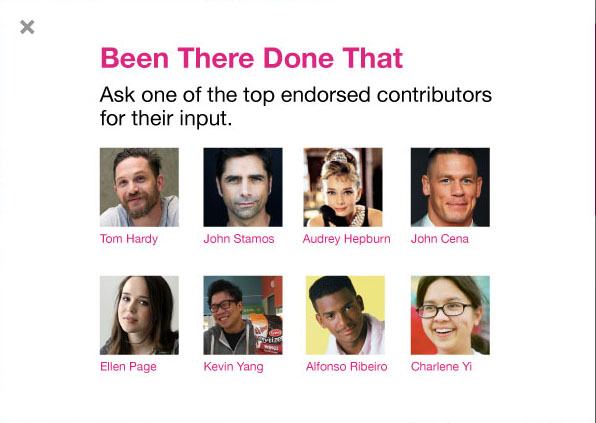 Been There Done That
Ask one of the top endorsed contributors
for their input.
Tom Hardy
John Stamos
Audrey Hepburn
John Cena
Ellen Page
Kevin Yang
Alfonso Ribeiro
Charlene Yi